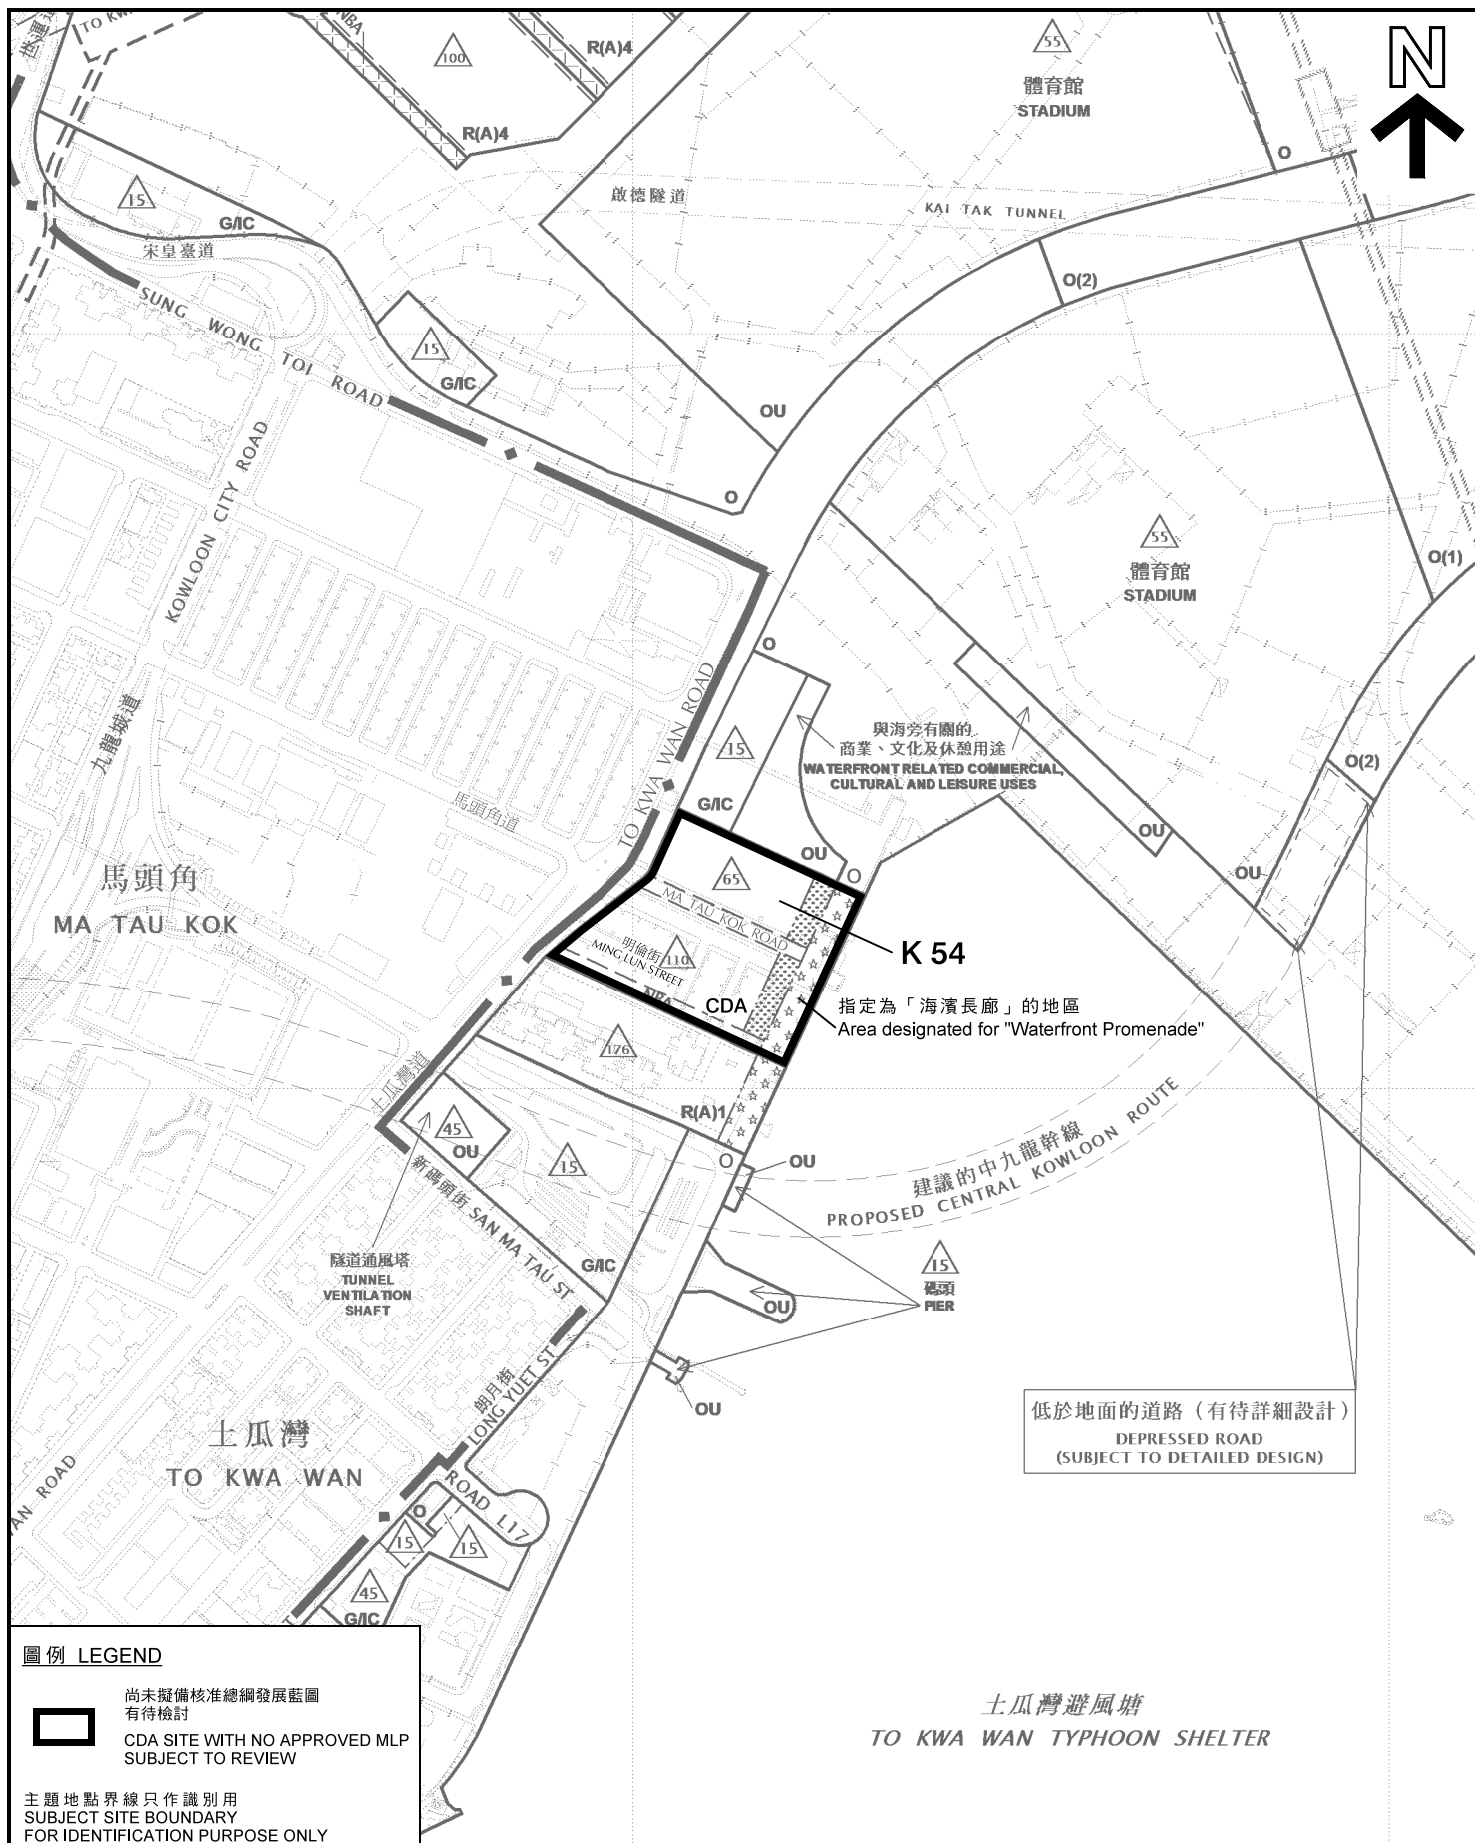 世運道
TO KW
NBA
100
R(A)4
R(A)4
55
體育館
STADIUM
N
O
15
G/IC
宋皇臺道
啟德隧道
KAI TAK TUNNEL
O(2)
SUNG WONG TOI ROAD
15
G/IC
OU
KOWLOON CITY ROAD
九龍城道
O
55
體育館
STADIUM
O(1)
O
TO KWA WAN ROAD
與海旁有關的
商業、文化及休憩用途
WATERFRONT RELATED COMMERCIAL,
CULTURAL AND LEISURE USES
15
G/IC
O(2)
馬頭角道
OU
OU
OU
O
馬頭角
MA TAU KOK
65
MA TAU KOK ROAD
K 54
明倫街
MING LUN STREET
110
NBA
CDA
指定為「海濱長廊」的地區
Area designated for "Waterfront Promenade"
176
土瓜灣道
R(A)1
45
OU
15
O
OU
建議的中九龍幹線
PROPOSED CENTRAL KOWLOON ROUTE
新碼頭街 SAN MA TAU ST
隧道通風塔
TUNNEL
VENTILATION
SHAFT
G/IC
15
碼頭
PIER
OU
朗月街
LONG YUET ST
OU
低於地面的道路（有待詳細設計）
DEPRESSED ROAD
(SUBJECT TO DETAILED DESIGN)
土瓜灣
TO KWA WAN
AN ROAD
ROAD L17
O
15
15
45
G/IC
圖例 LEGEND
尚未擬備核准總綱發展藍圖
有待檢討
CDA SITE WITH NO APPROVED MLP
SUBJECT TO REVIEW
主題地點界線只作識別用
SUBJECT SITE BOUNDARY
FOR IDENTIFICATION PURPOSE ONLY
土瓜灣避風塘
TO KWA WAN TYPHOON SHELTER